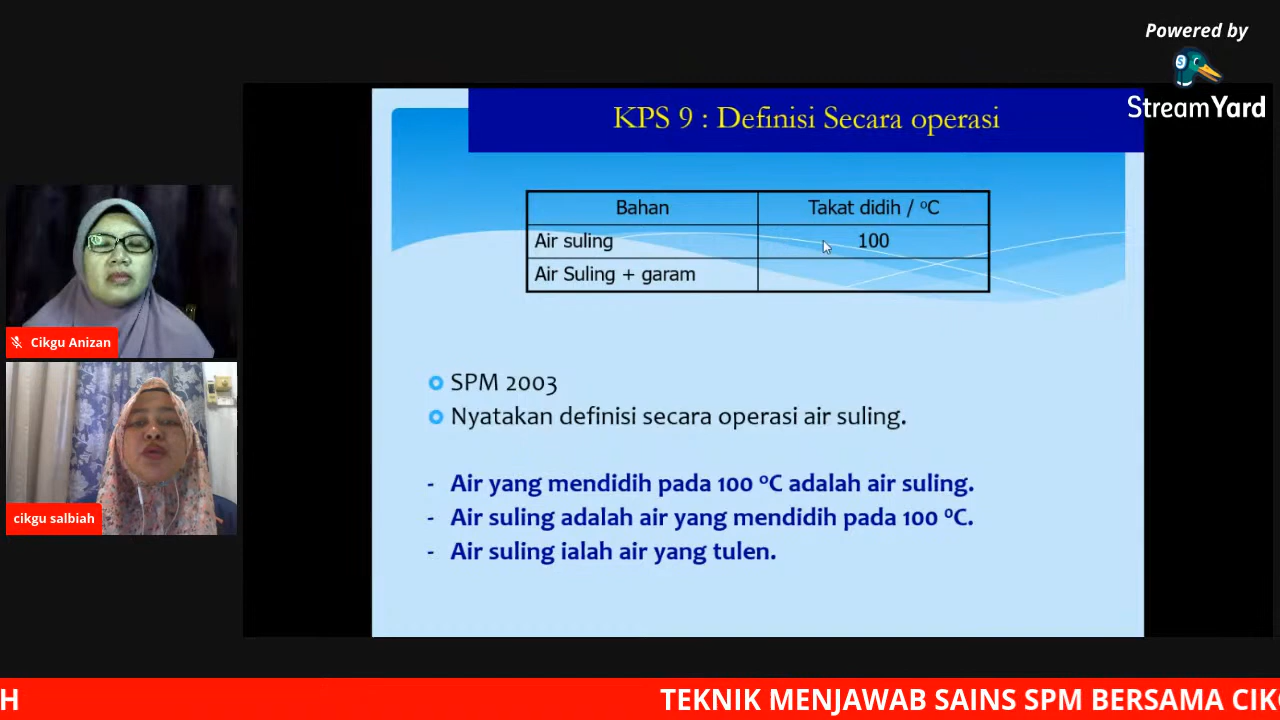 Powered by
StreamYard
KPS 9 : Definisi Secara operasi
Bahan Takat didih / °C
Air suling 100
Air Suling + garam
SPM 2003
Nyatakan definisi secara operasi air suling.
- Air yang mendidih pada 100 °C adalah air suling.
- Air suling adalah air yang mendidih pada 100 °C.
- Air suling ialah air yang tulen.
Cikgu Anizan
cikgu salbiah
H TEKNIK MENJAWAB SAINS SPM BERSAMA CIK